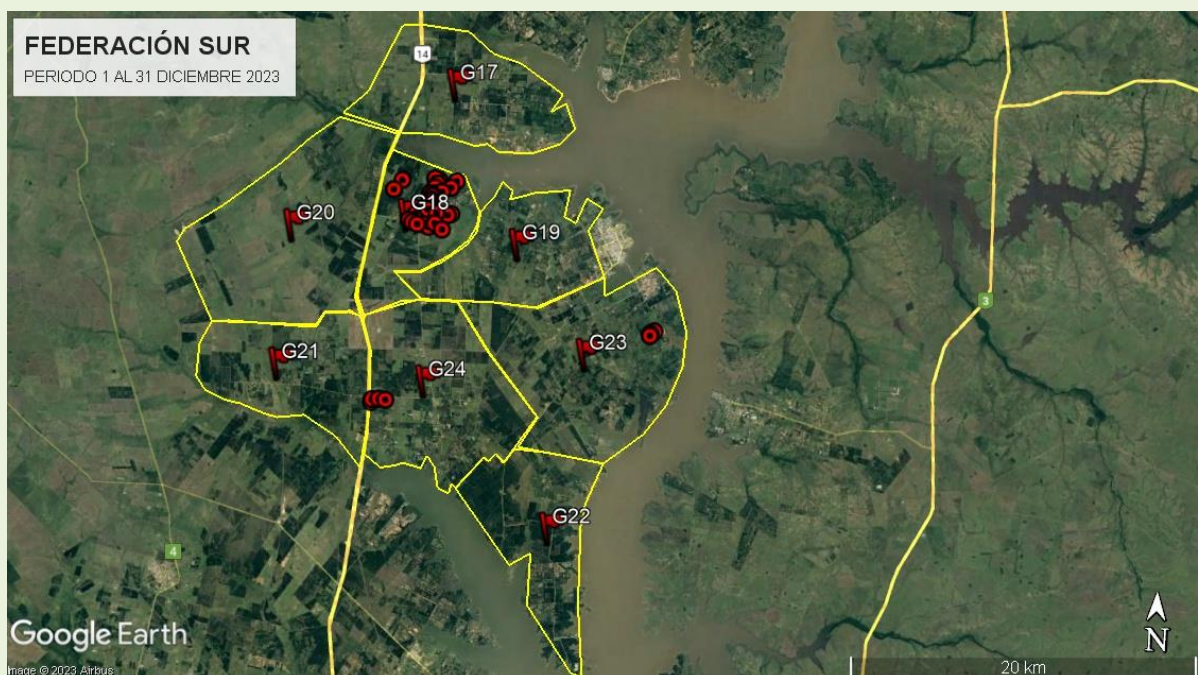 FEDERACIÓN SUR
PERIODO 1 AL 31 DICIEMBRE 2023
14
G17
G18
G20
G19
3
G21
G23
G24
G22
4
Google Earth
N
Image © 2023 Airbus
20 km